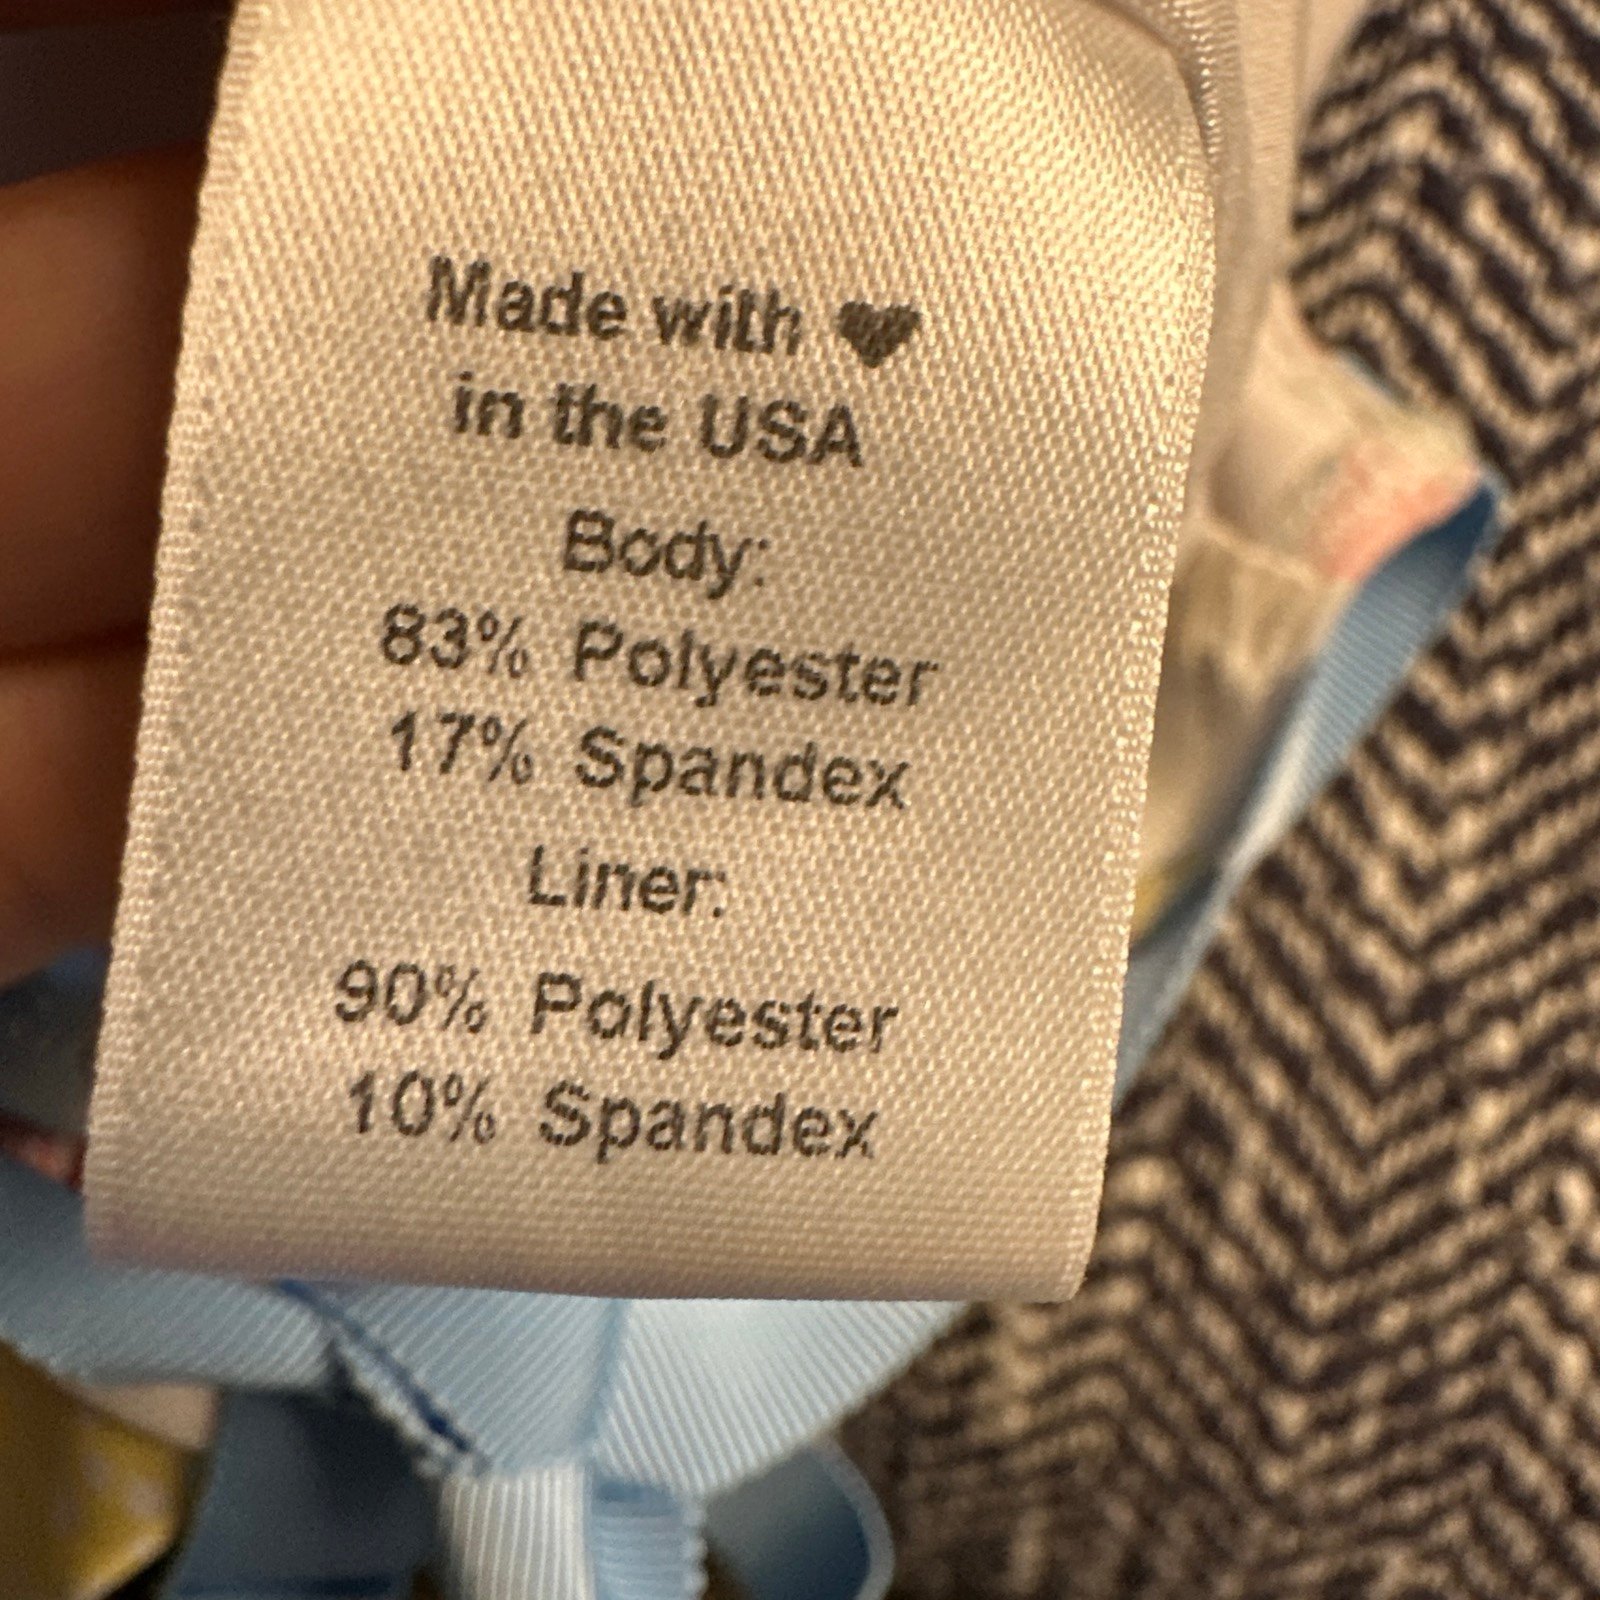 Made with ♥
in the USA
Body:
83% Polyester
17% Spandex
Liner:
90% Polyester
10% Spandex